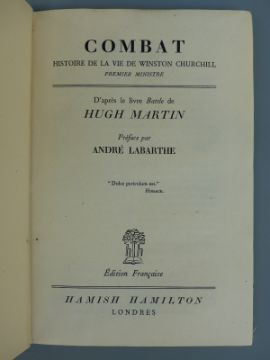 COMBAT
HISTOIRE DE LA VIE DE WINSTON CHURCHILL
PREMIER MINISTRE
D'après le livre Battle de
HUGH MARTIN
Préface par
ANDRÉ LABARTHE
"Dulce periculum est."
HORACE.
Édition Française
HAMISH HAMILTON
LONDRES